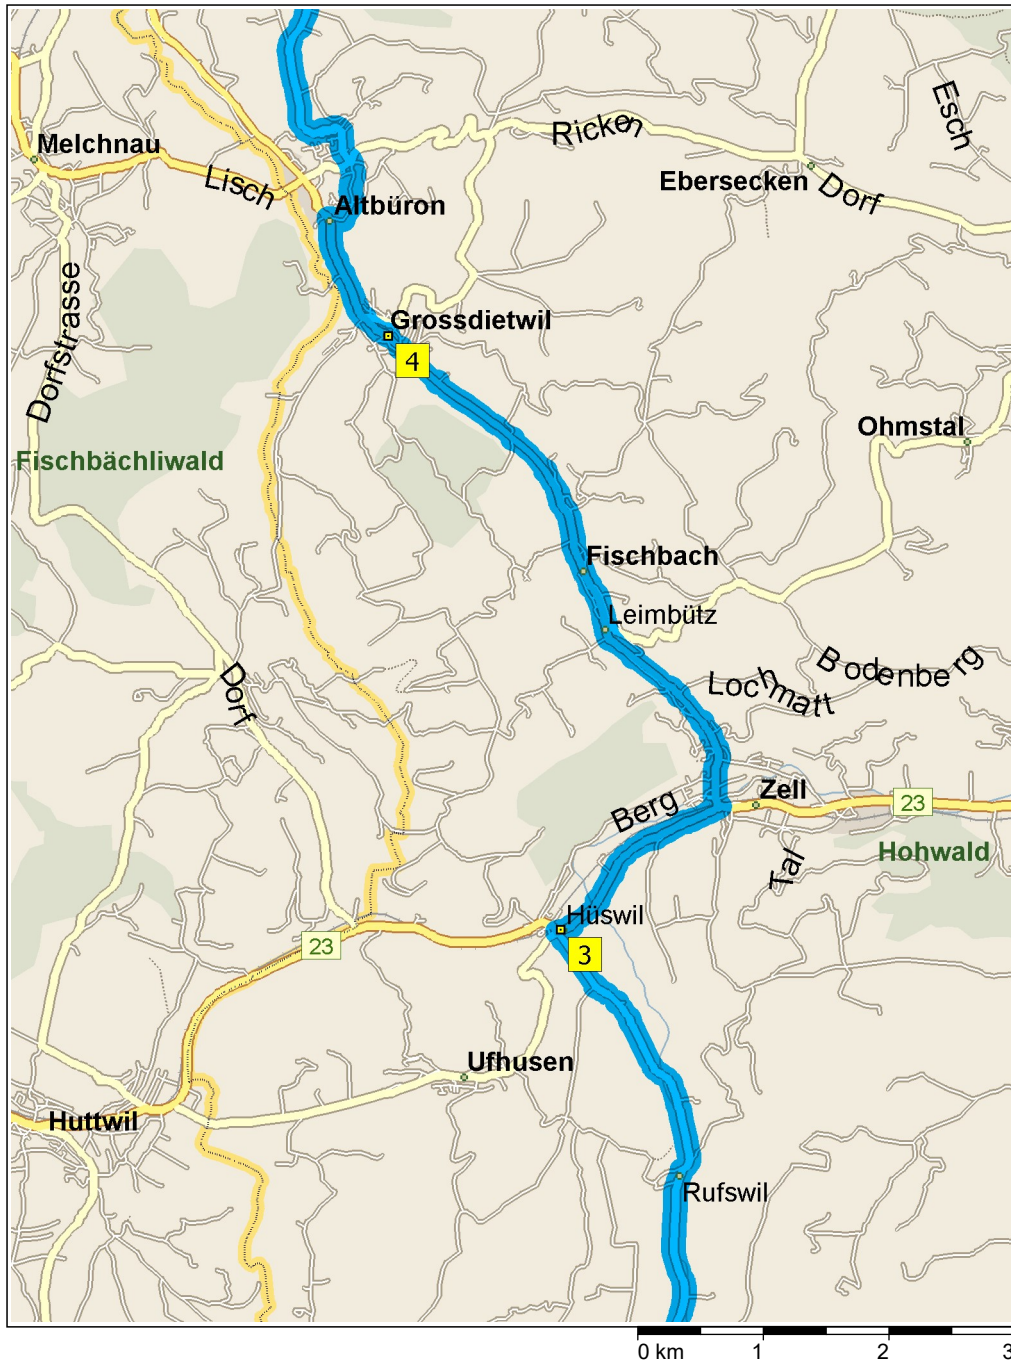 Esch
Ricken
Melchnau
Lisch
Ebersecken
Dorf
Altbüron
Dorfstrasse
Grossdietwil
4
Ohmstal
Fischbächliwald
Fischbach
Leimbütz
Bodenberg
Lochmatt
Dorf
Zell
23
Berg
Hohwald
Tal
Hüswil
23
3
Ufhusen
Huttwil
Rufswil
0 km 1 2 3